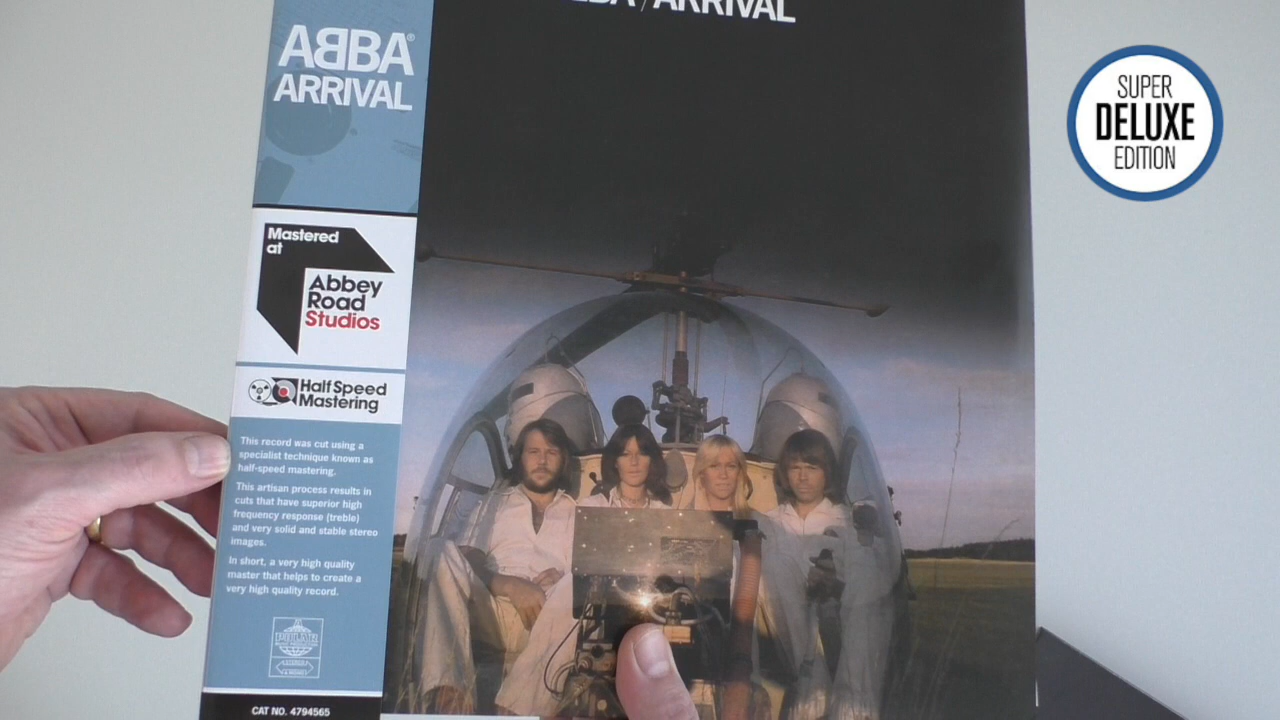 ABBA®
ARRIVAL
/ARRIVAL
SUPER
DELUXE
EDITION
Mastered
at
Abbey
Road
Studios
Half Speed
Mastering
This record was cut using a
specialist technique known as
half-speed mastering.
This artisan process results in
cuts that have superior high
frequency response (treble)
and very solid and stable stereo
images.
In short, a very high quality
master that helps to create a
very high quality record.
POLAR
CAT NO. 4794565